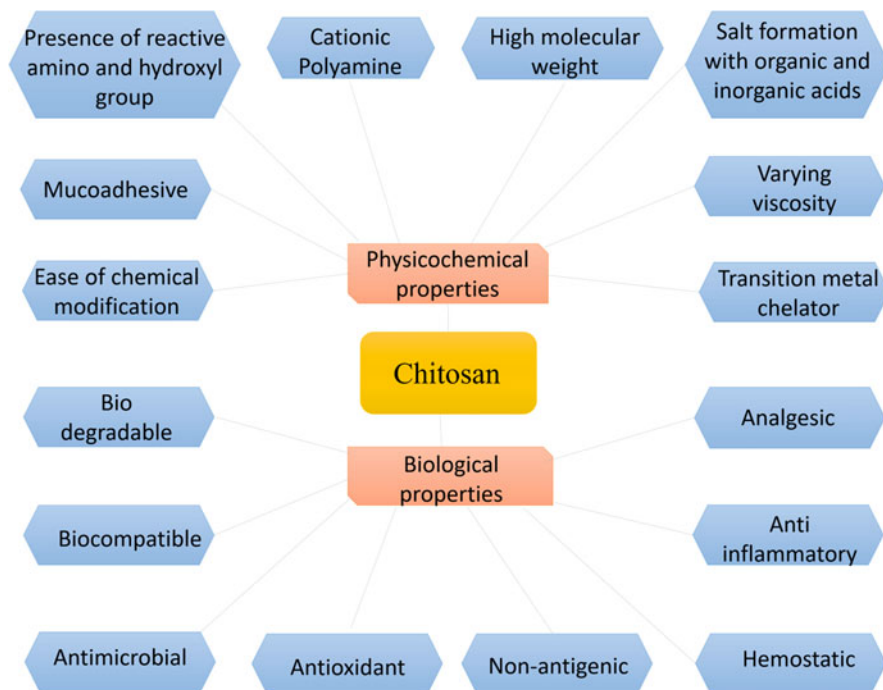 Presence of reactive
amino and hydroxyl
group
Cationic
Polyamine
High molecular
weight
Salt formation
with organic and
inorganic acids
Mucoadhesive
Varying
viscosity
Physicochemical
properties
Ease of chemical
modification
Transition metal
chelator
Chitosan
Bio
degradable
Analgesic
Biological
properties
Biocompatible
Anti
inflammatory
Antimicrobial
Antioxidant
Non-antigenic
Hemostatic